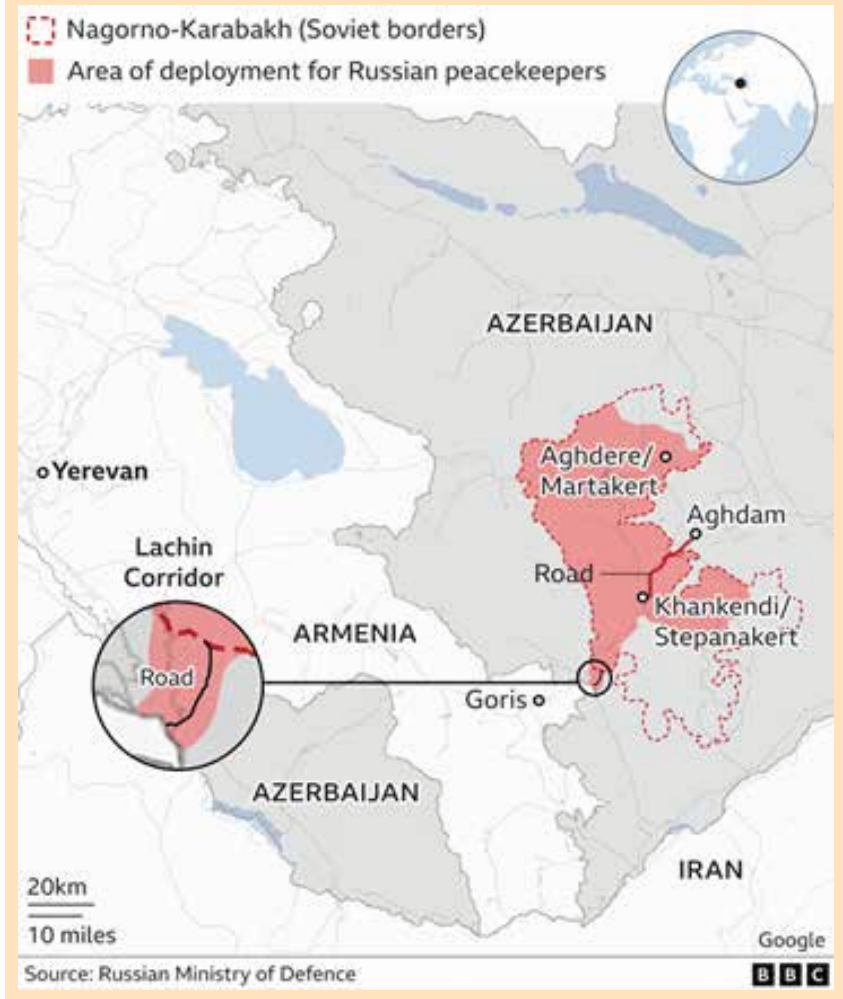 Nagorno-Karabakh (Soviet borders)
Area of deployment for Russian peacekeepers
AZERBAIJAN
Yerevan
Aghdere/
Martakert
Aghdam
Lachin
Corridor
Road
Khankendi/
Stepanakert
ARMENIA
Road
Goris
AZERBAIJAN
IRAN
20km
10 miles
Google
Source: Russian Ministry of Defence
BBC